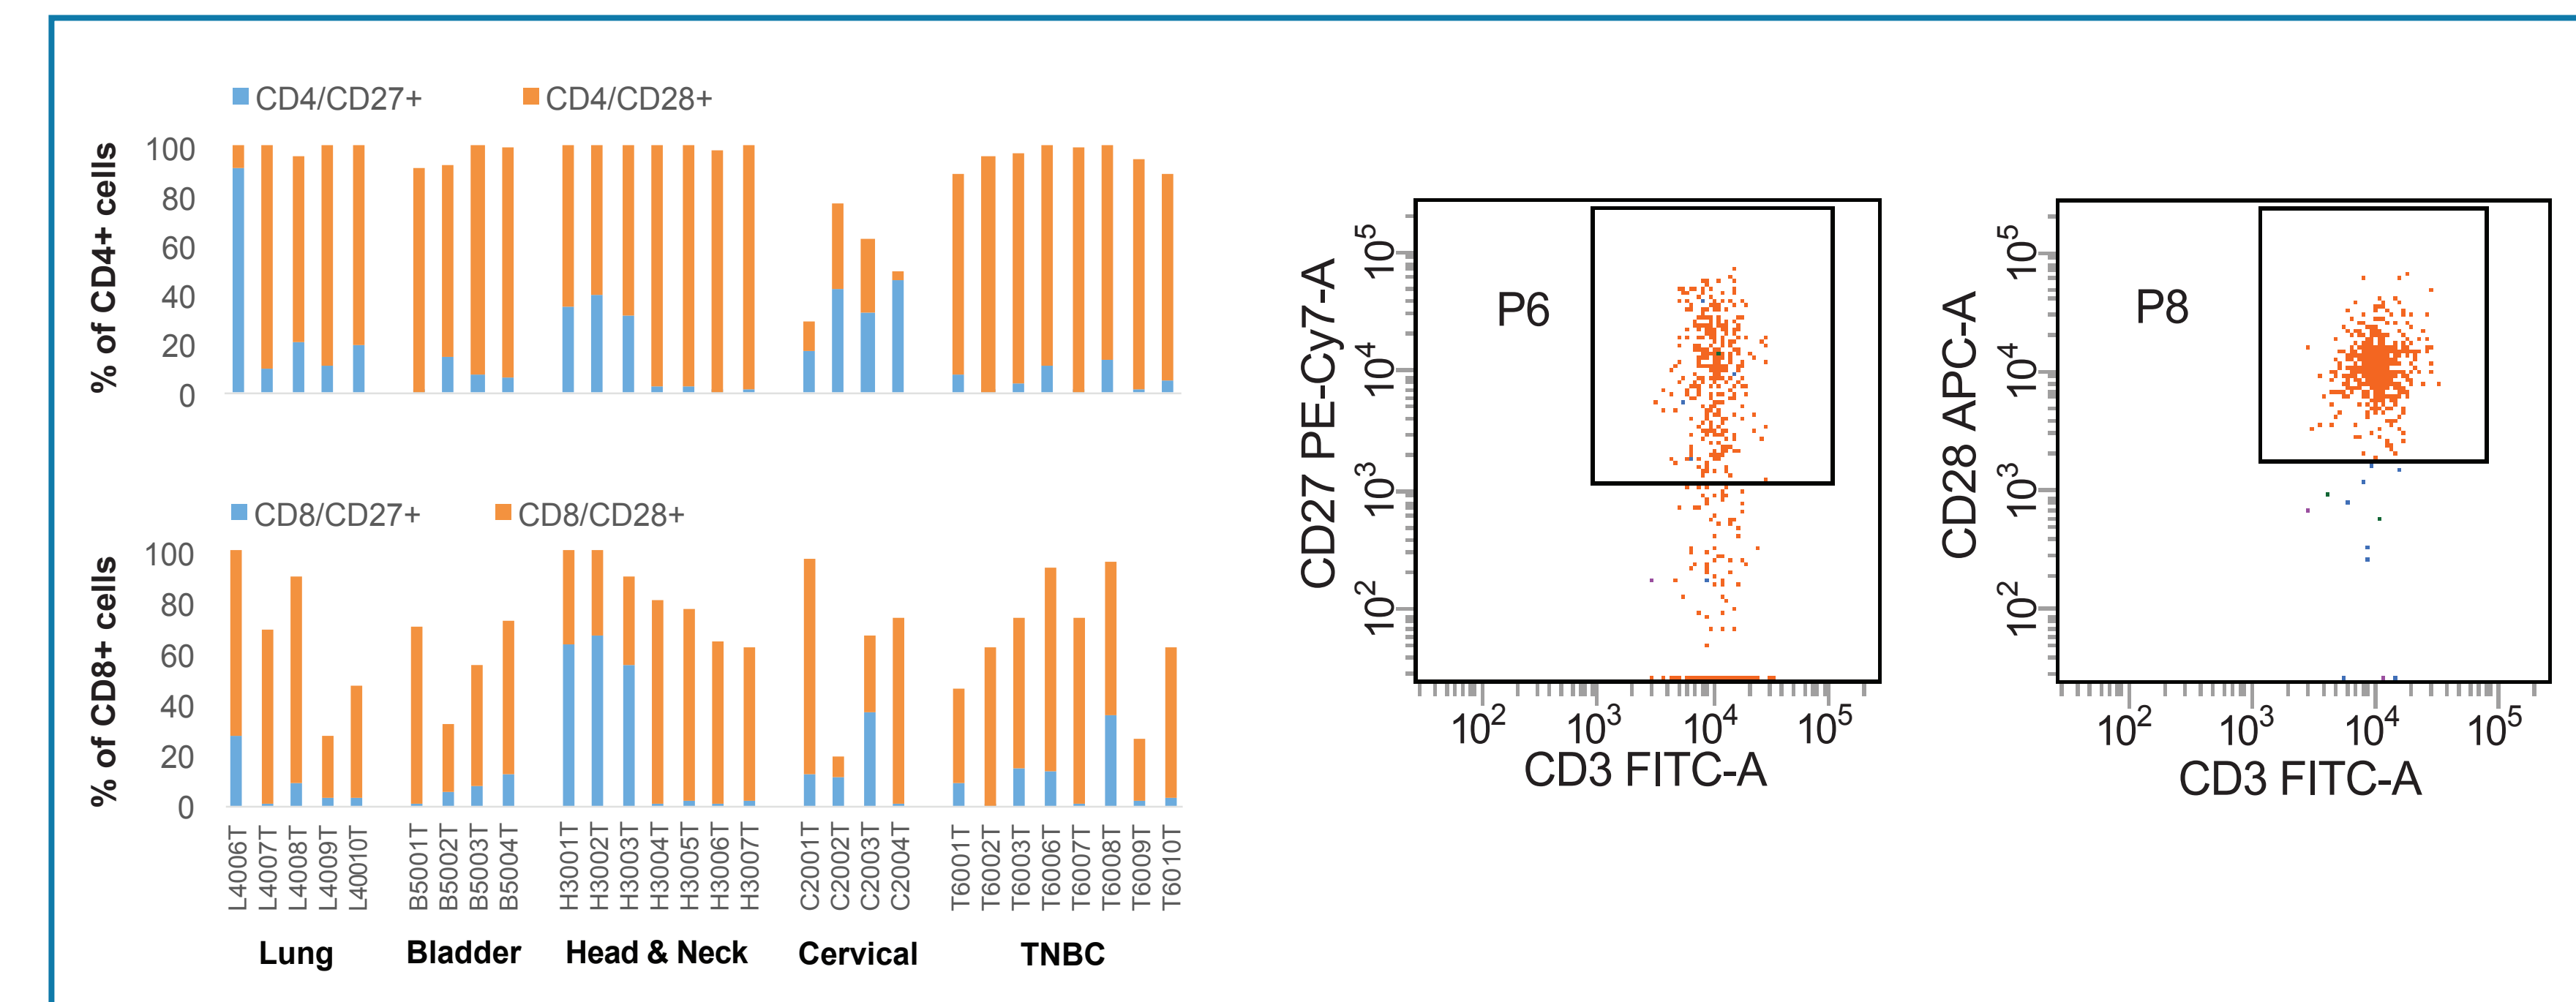 CD4/CD27+ CD4/CD28+
% of CD4+ cells
100
80
60
40
20
0
CD8/CD27+ CD8/CD28+
% of CD8+ cells
100
80
60
40
20
0
L4006T L4007T L4008T L4009T L40010T B5001T B5002T B5003T B5004T H3001T H3002T H3003T H3004T H3005T H3006T H3007T C2001T C2002T C2003T C2004T T6001T T6002T T6003T T6006T T6007T T6008T T6009T T6010T
Lung Bladder Head & Neck Cervical TNBC
CD27 PE-Cy7-A
10^5
10^4
10^3
10^2
P6
10^2 10^3 10^4 10^5
CD3 FITC-A
CD28 APC-A
10^5
10^4
10^3
10^2
P8
10^2 10^3 10^4 10^5
CD3 FITC-A